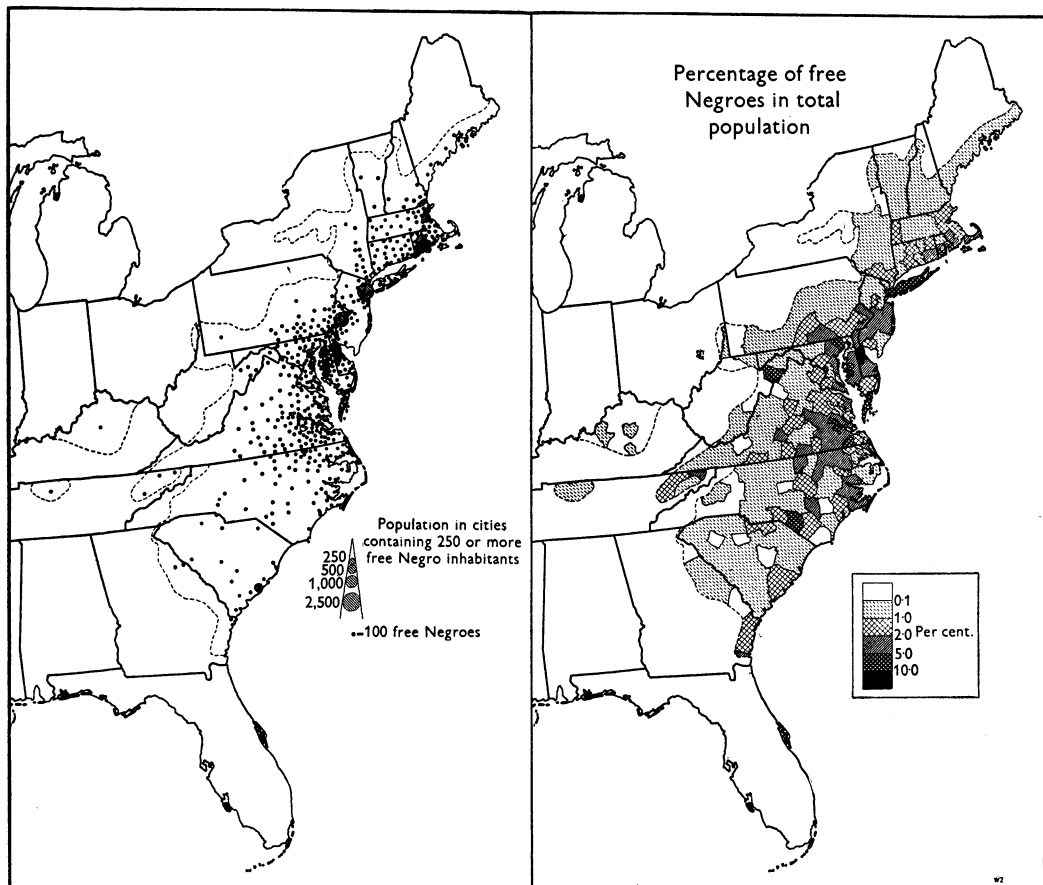 Population in cities
containing 250 or more
free Negro inhabitants
250
500
1,000
2,500
•–100 free Negroes
Percentage of free
Negroes in total
population
0·1
1·0
2·0 Per cent.
5·0
10·0
WZ